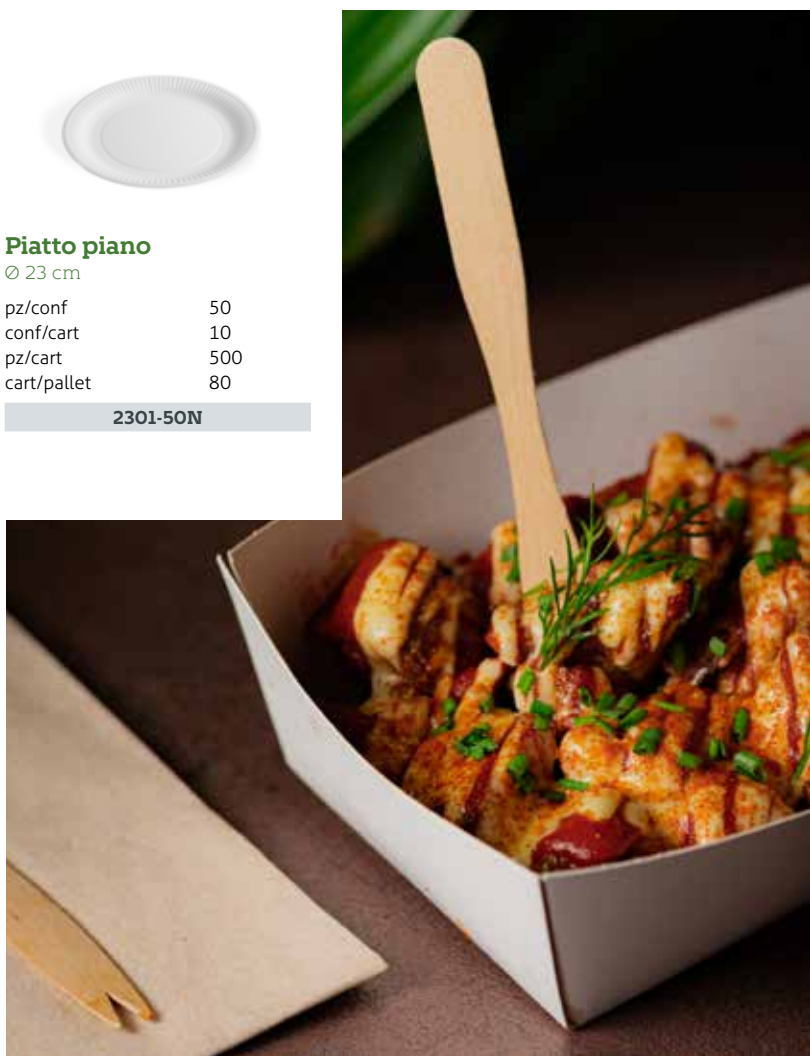 Piatto piano
Ø 23 cm
pz/conf 50
conf/cart 10
pz/cart 500
cart/pallet 80
2301-50N